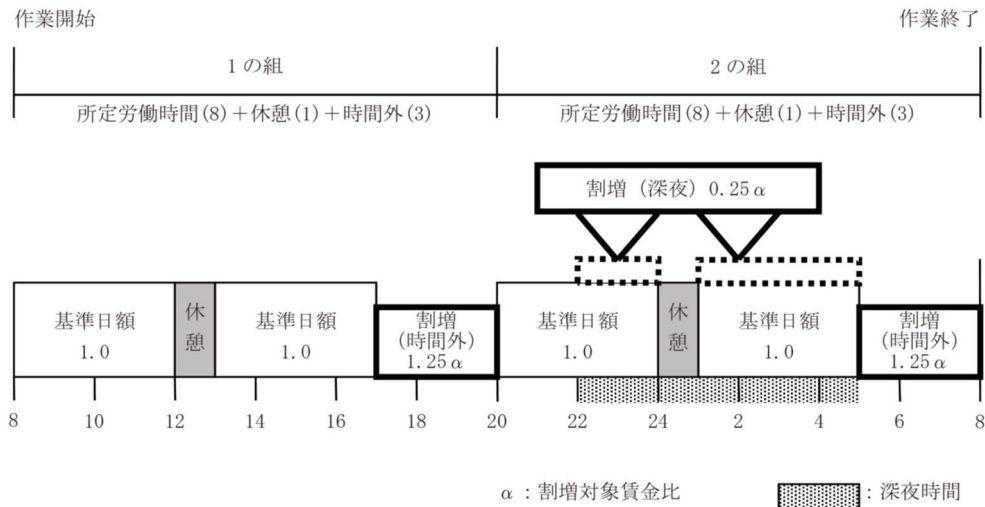 作業開始
作業終了
1の組
2の組
所定労働時間(8)＋休憩(1)＋時間外(3)
所定労働時間(8)＋休憩(1)＋時間外(3)
割増（深夜）0.25α
基準日額
1.0
休
憩
基準日額
1.0
割増
(時間外)
1.25α
基準日額
1.0
休
憩
基準日額
1.0
割増
(時間外)
1.25α
8 10 12 14 16 18 20 22 24 2 4 6 8
α：割増対象賃金比
：深夜時間